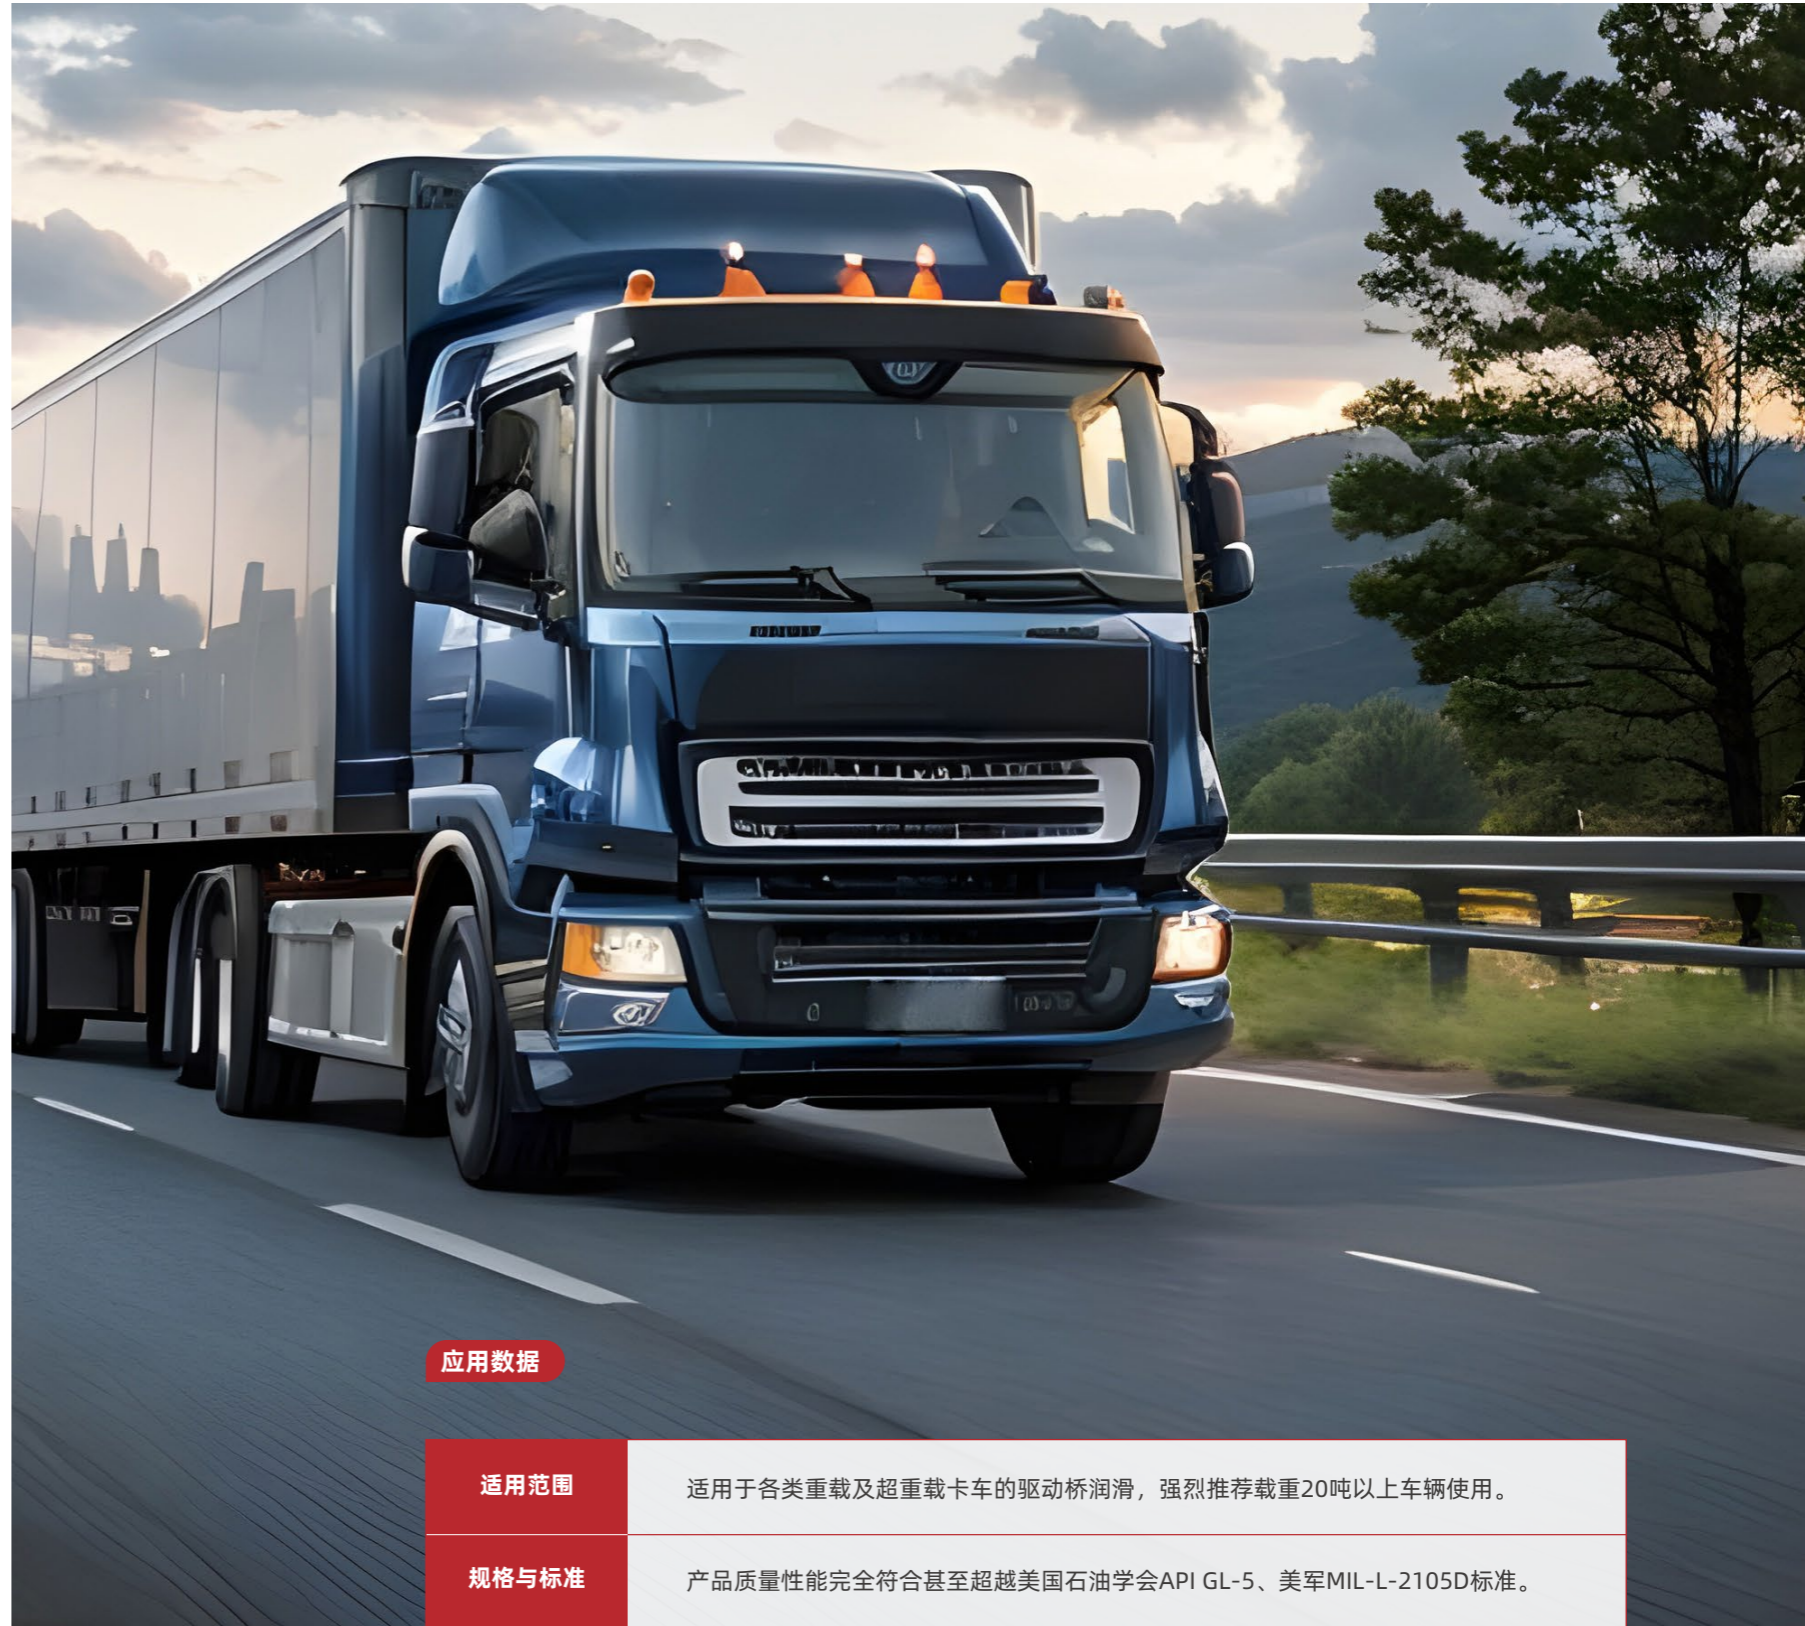 应用数据
适用范围
适用于各类重载及超重载卡车的驱动桥润滑，强烈推荐载重20吨以上车辆使用。
规格与标准
产品质量性能完全符合甚至超越美国石油学会API GL-5、美军MIL-L-2105D标准。